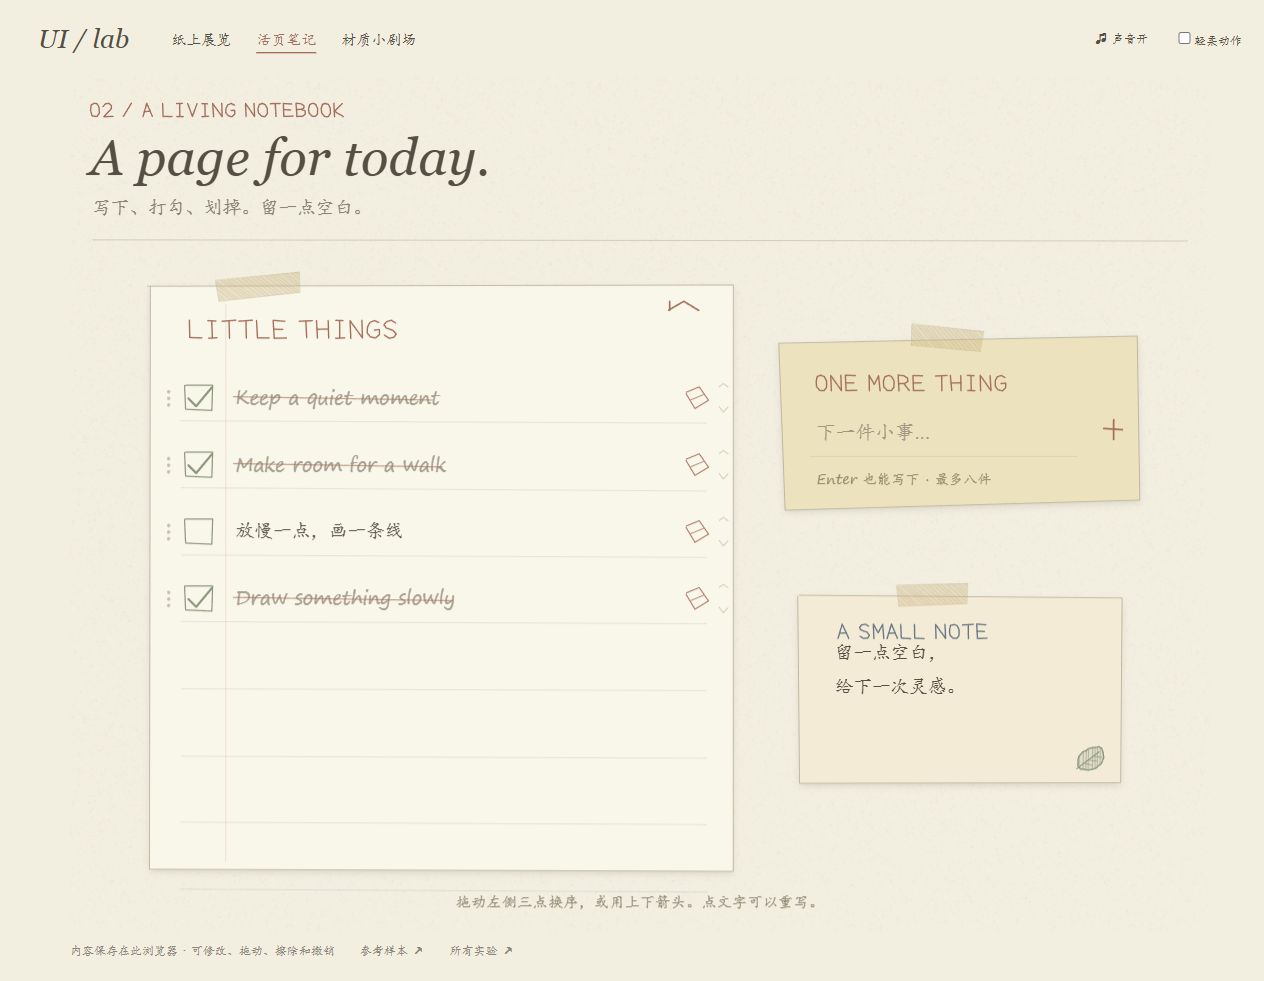 UI / lab
纸上展览 活页笔记 材质小剧场
声音开 轻柔动作
02 / A LIVING NOTEBOOK
A page for today.
写下、打勾、划掉。留一点空白。
LITTLE THINGS
Keep a quiet moment
Make room for a walk
放慢一点，画一条线
Draw something slowly
ONE MORE THING
下一件小事...
Enter 也能写下 · 最多八件
A SMALL NOTE
留一点空白，
给下一次灵感。
拖动左侧三点换序，或用上下箭头。点文字可以重写。
内容保存在此浏览器 · 可修改、拖动、擦除和撤销 参考样本 ↗ 所有实验 ↗